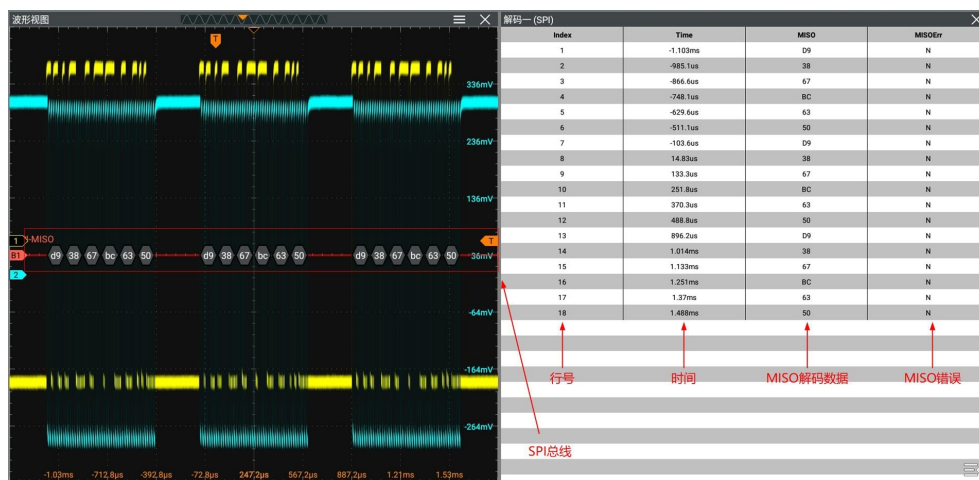 波形视图
T
336mV
236mV
136mV
1 I-MISO T
B1 d9 38 67 bc 63 50 d9 38 67 bc 63 50 d9 38 67 bc 63 50 36mV
2
-64mV
-164mV
-264mV
-1.03ms -712,8μs -392,8μs -72,8μs 247,2μs 567,2μs 887,2μs 1.21ms 1.53ms
解码一 (SPI)
Index Time MISO MISOErr
1 -1.103ms D9 N
2 -985.1us 38 N
3 -866.6us 67 N
4 -748.1us BC N
5 -629.6us 63 N
6 -511.1us 50 N
7 -103.6us D9 N
8 14.83us 38 N
9 133.3us 67 N
10 251.8us BC N
11 370.3us 63 N
12 488.8us 50 N
13 896.2us D9 N
14 1.014ms 38 N
15 1.133ms 67 N
16 1.251ms BC N
17 1.37ms 63 N
18 1.488ms 50 N
行号 时间 MISO解码数据 MISO错误
SPI总线